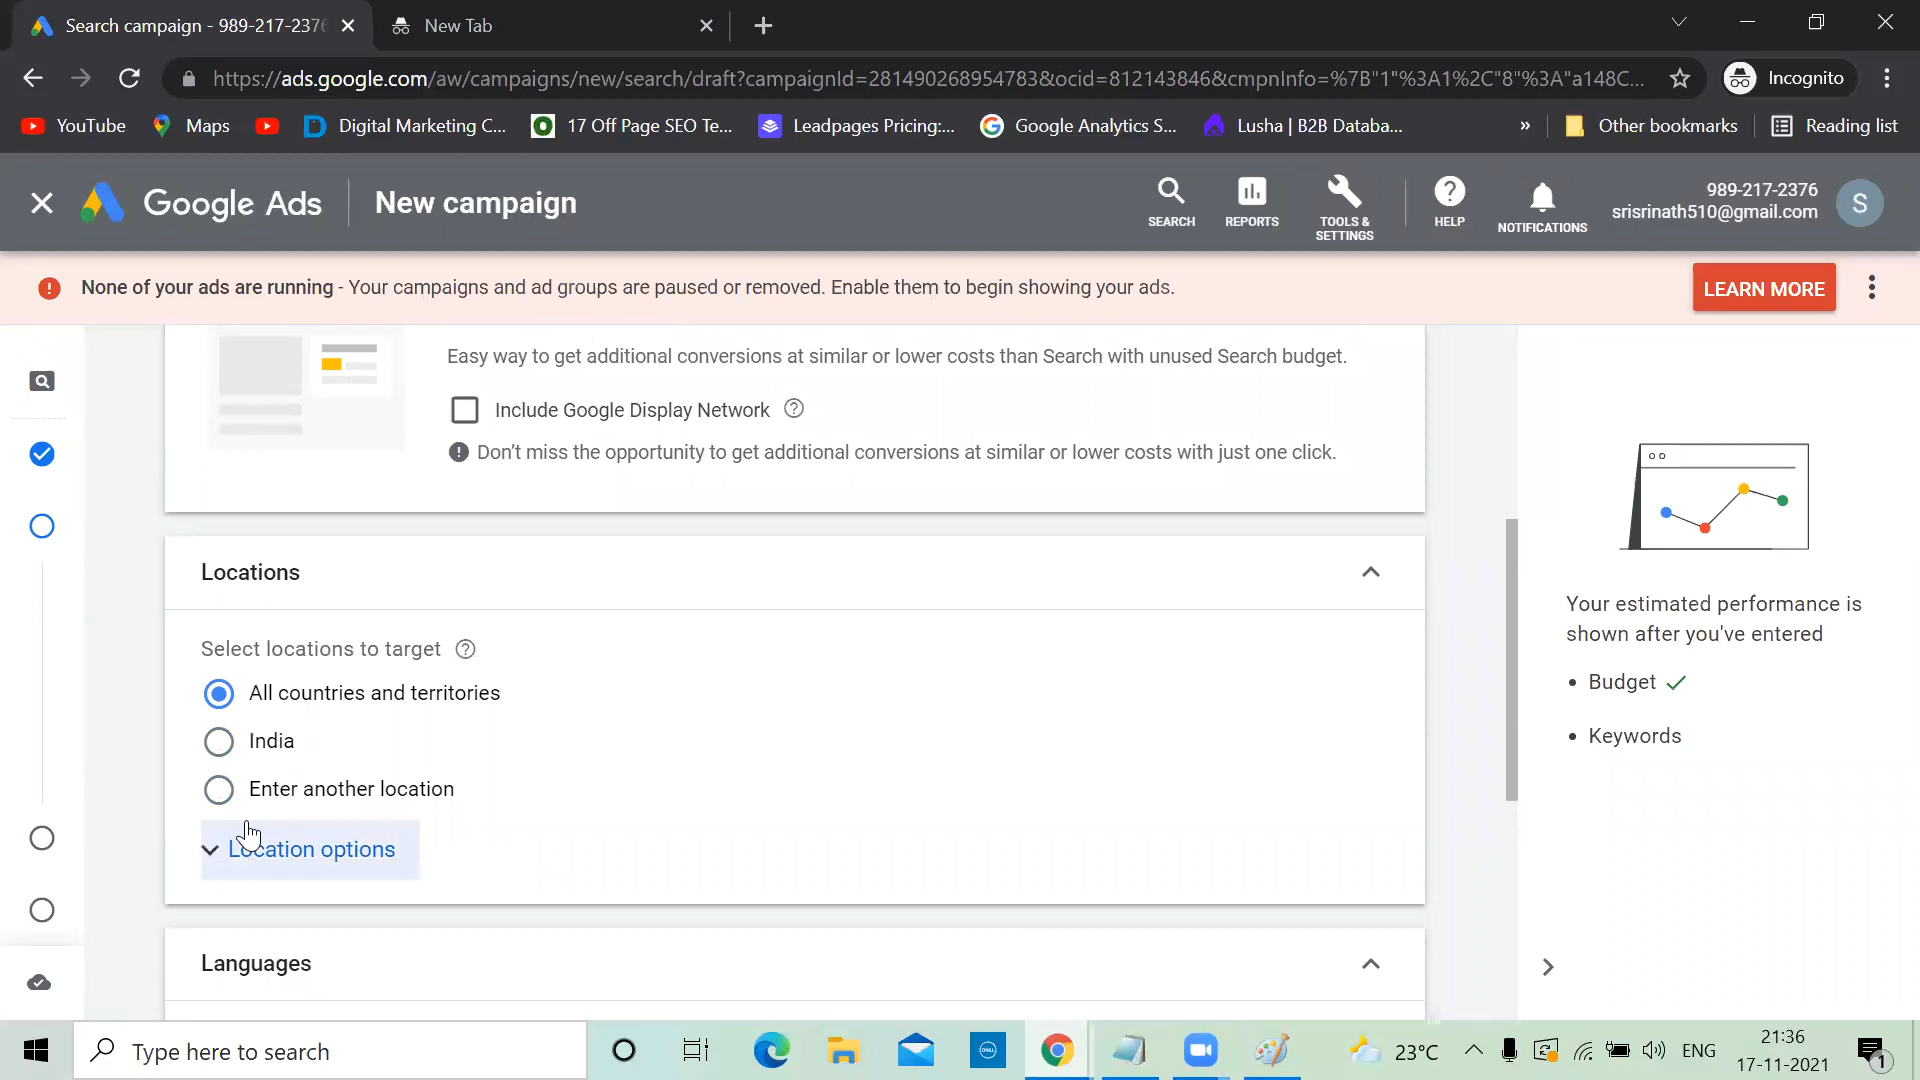 Search campaign - 989-217-2376
New Tab
https://ads.google.com/aw/campaigns/new/search/draft?campaignId=281490268954783&ocid=812143846&cmpnInfo=%7B"1"%3A1%2C"8"%3A"a148C...
Incognito
YouTube
Maps
Digital Marketing C...
17 Off Page SEO Te...
Leadpages Pricing:...
Google Analytics S...
Lusha | B2B Databa...
»
Other bookmarks
Reading list
Google Ads
New campaign
SEARCH
REPORTS
TOOLS &
SETTINGS
HELP
NOTIFICATIONS
989-217-2376
srisrinath510@gmail.com
S
None of your ads are running - Your campaigns and ad groups are paused or removed. Enable them to begin showing your ads.
LEARN MORE
Easy way to get additional conversions at similar or lower costs than Search with unused Search budget.
Include Google Display Network
Don't miss the opportunity to get additional conversions at similar or lower costs with just one click.
Locations
Select locations to target
All countries and territories
India
Enter another location
Location options
Languages
Your estimated performance is
shown after you've entered
• Budget
• Keywords
Type here to search
DELL
23°C
ENG
21:36
17-11-2021
1